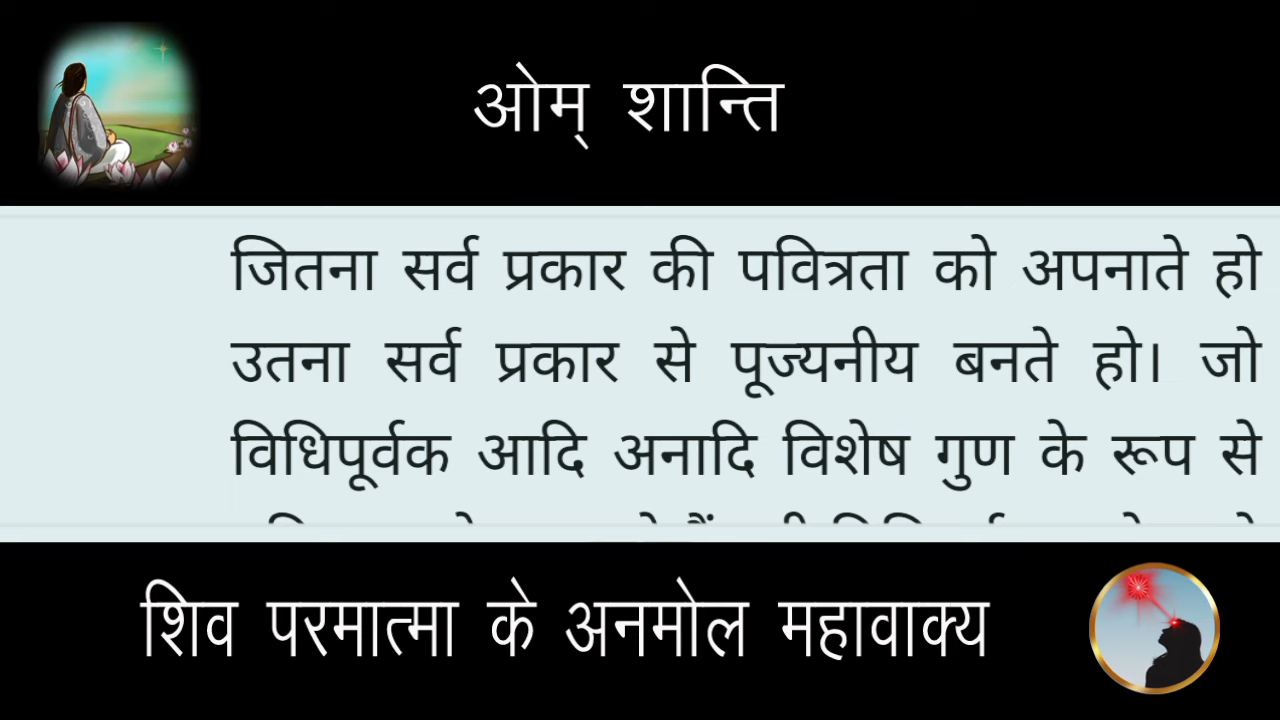 ओम् शान्ति
जितना सर्व प्रकार की पवित्रता को अपनाते हो
उतना सर्व प्रकार से पूज्यनीय बनते हो। जो
विधिपूर्वक आदि अनादि विशेष गुण के रूप से
शिव परमात्मा के अनमोल महावाक्य